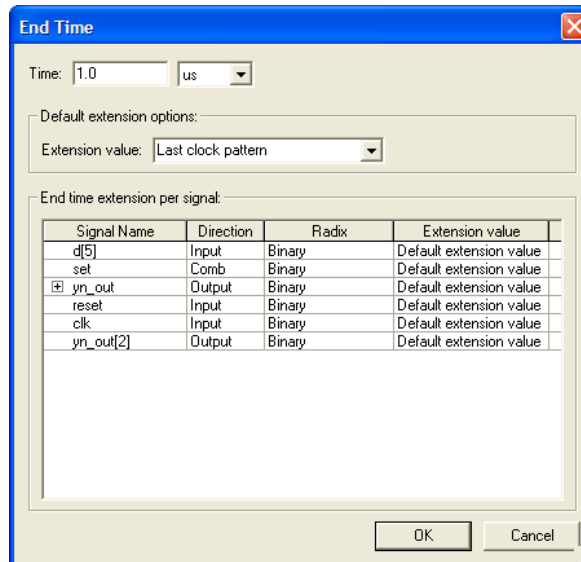 End Time
Time: 1.0 us
Default extension options:
Extension value: Last clock pattern
End time extension per signal:
Signal Name Direction Radix Extension value
d[5] Input Binary Default extension value
set Comb Binary Default extension value
yn_out Output Binary Default extension value
reset Input Binary Default extension value
clk Input Binary Default extension value
yn_out[2] Output Binary Default extension value
OK Cancel